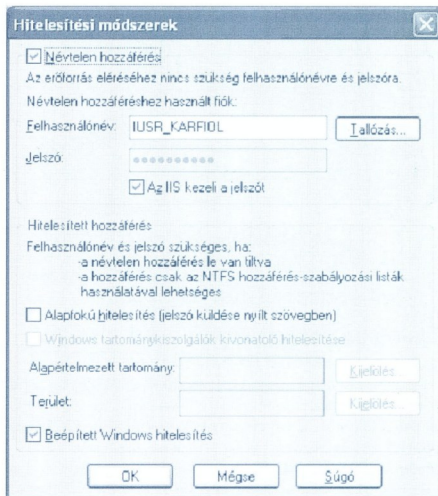 Hitelesítési módszerek
Névtelen hozzáférés
Az erőforrás eléréséhez nincs szükség felhasználónévre és jelszóra.
Névtelen hozzáféréshez használt fiók:
Felhasználónév: IUSR_KARFIOL Tallózás...
Jelszó: ●●●●●●●●●●
Az IIS kezeli a jelszót
Hitelesített hozzáférés
Felhasználónév és jelszó szükséges, ha:
-a névtelen hozzáférés le van tiltva
-a hozzáférés csak az NTFS hozzáférés-szabályozási listák
használatával lehetséges
Alapfokú hitelesítés (jelszó küldése nyílt szövegben)
Windows tartománykiszolgálók kivonatoló hitelesítése
Alapértelmezett tartomány: Kijelölés...
Terület: Kijelölés...
Beépített Windows hitelesítés
OK Mégse Súgó